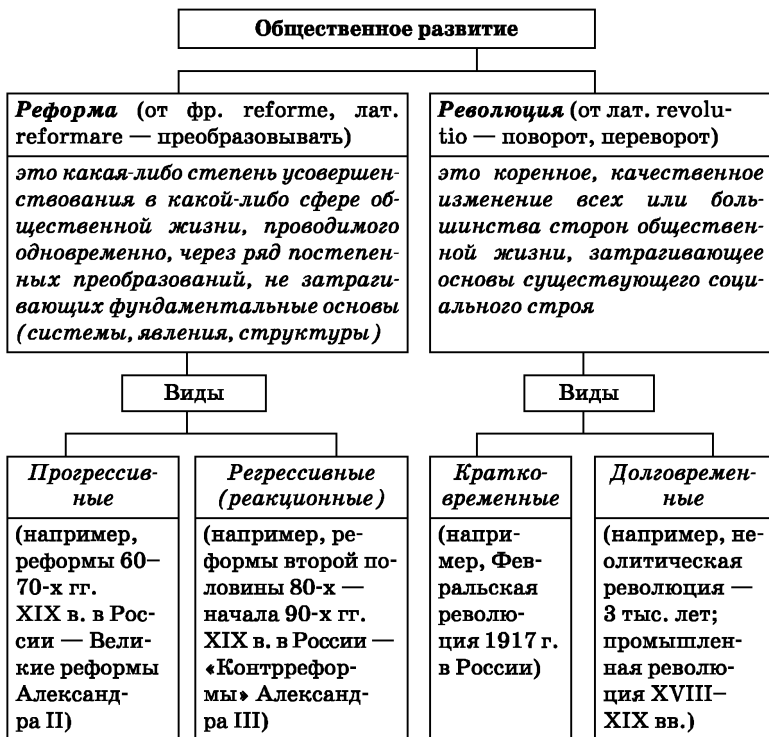 Общественное развитие
Реформа (от фр. reforme, лат.
reformare — преобразовывать)
это какая-либо степень усовершен-
ствования в какой-либо сфере об-
щественной жизни, проводимого
одновременно, через ряд постепен-
ных преобразований, не затраги-
вающих фундаментальные основы
(системы, явления, структуры)
Революция (от лат. revolu-
tio — поворот, переворот)
это коренное, качественное
изменение всех или боль-
шинства сторон обществен-
ной жизни, затрагивающее
основы существующего соци-
ального строя
Виды
Виды
Прогрессив-
ные
(например,
реформы 60–
70-х гг.
XIX в. в Рос-
сии — Вели-
кие реформы
Александ-
ра II)
Регрессивные
(реакционные)
(например, ре-
формы второй по-
ловины 80-х —
начала 90-х гг.
XIX в. в России —
«Контррефор-
мы» Александ-
ра III)
Кратко-
временные
(напри-
мер, Фев-
ральская
револю-
ция 1917 г.
в России)
Долговремен-
ные
(например, не-
олитическая
революция —
3 тыс. лет;
промышлен-
ная револю-
ция XVIII–
XIX вв.)